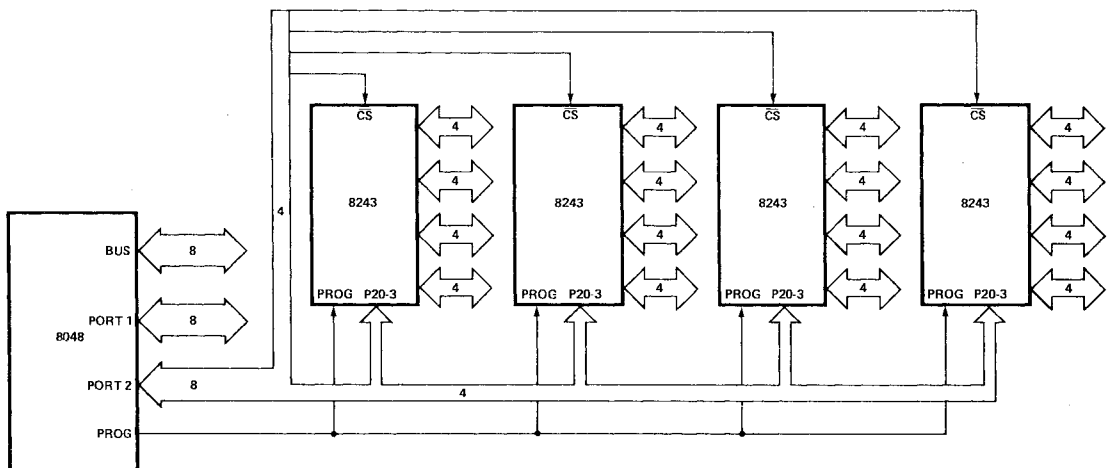 CS CS CS CS
4 4 4 4
4 4 4 4
8243 8243 8243 8243
4
4 4 4 4
BUS 8
4 4 4 4
PROG P20-3 PROG P20-3 PROG P20-3 PROG P20-3
PORT 1 8
8048
PORT 2 8
4
PROG